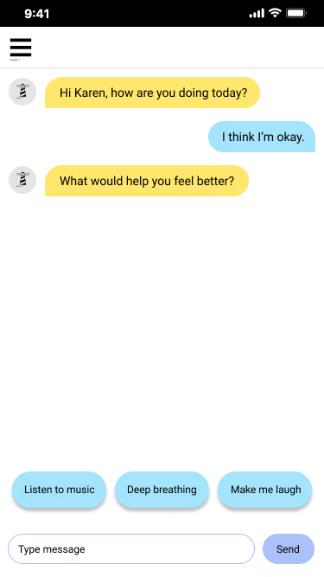 9:41
Hi Karen, how are you doing today?
I think I'm okay.
What would help you feel better?
Listen to music
Deep breathing
Make me laugh
Type message
Send